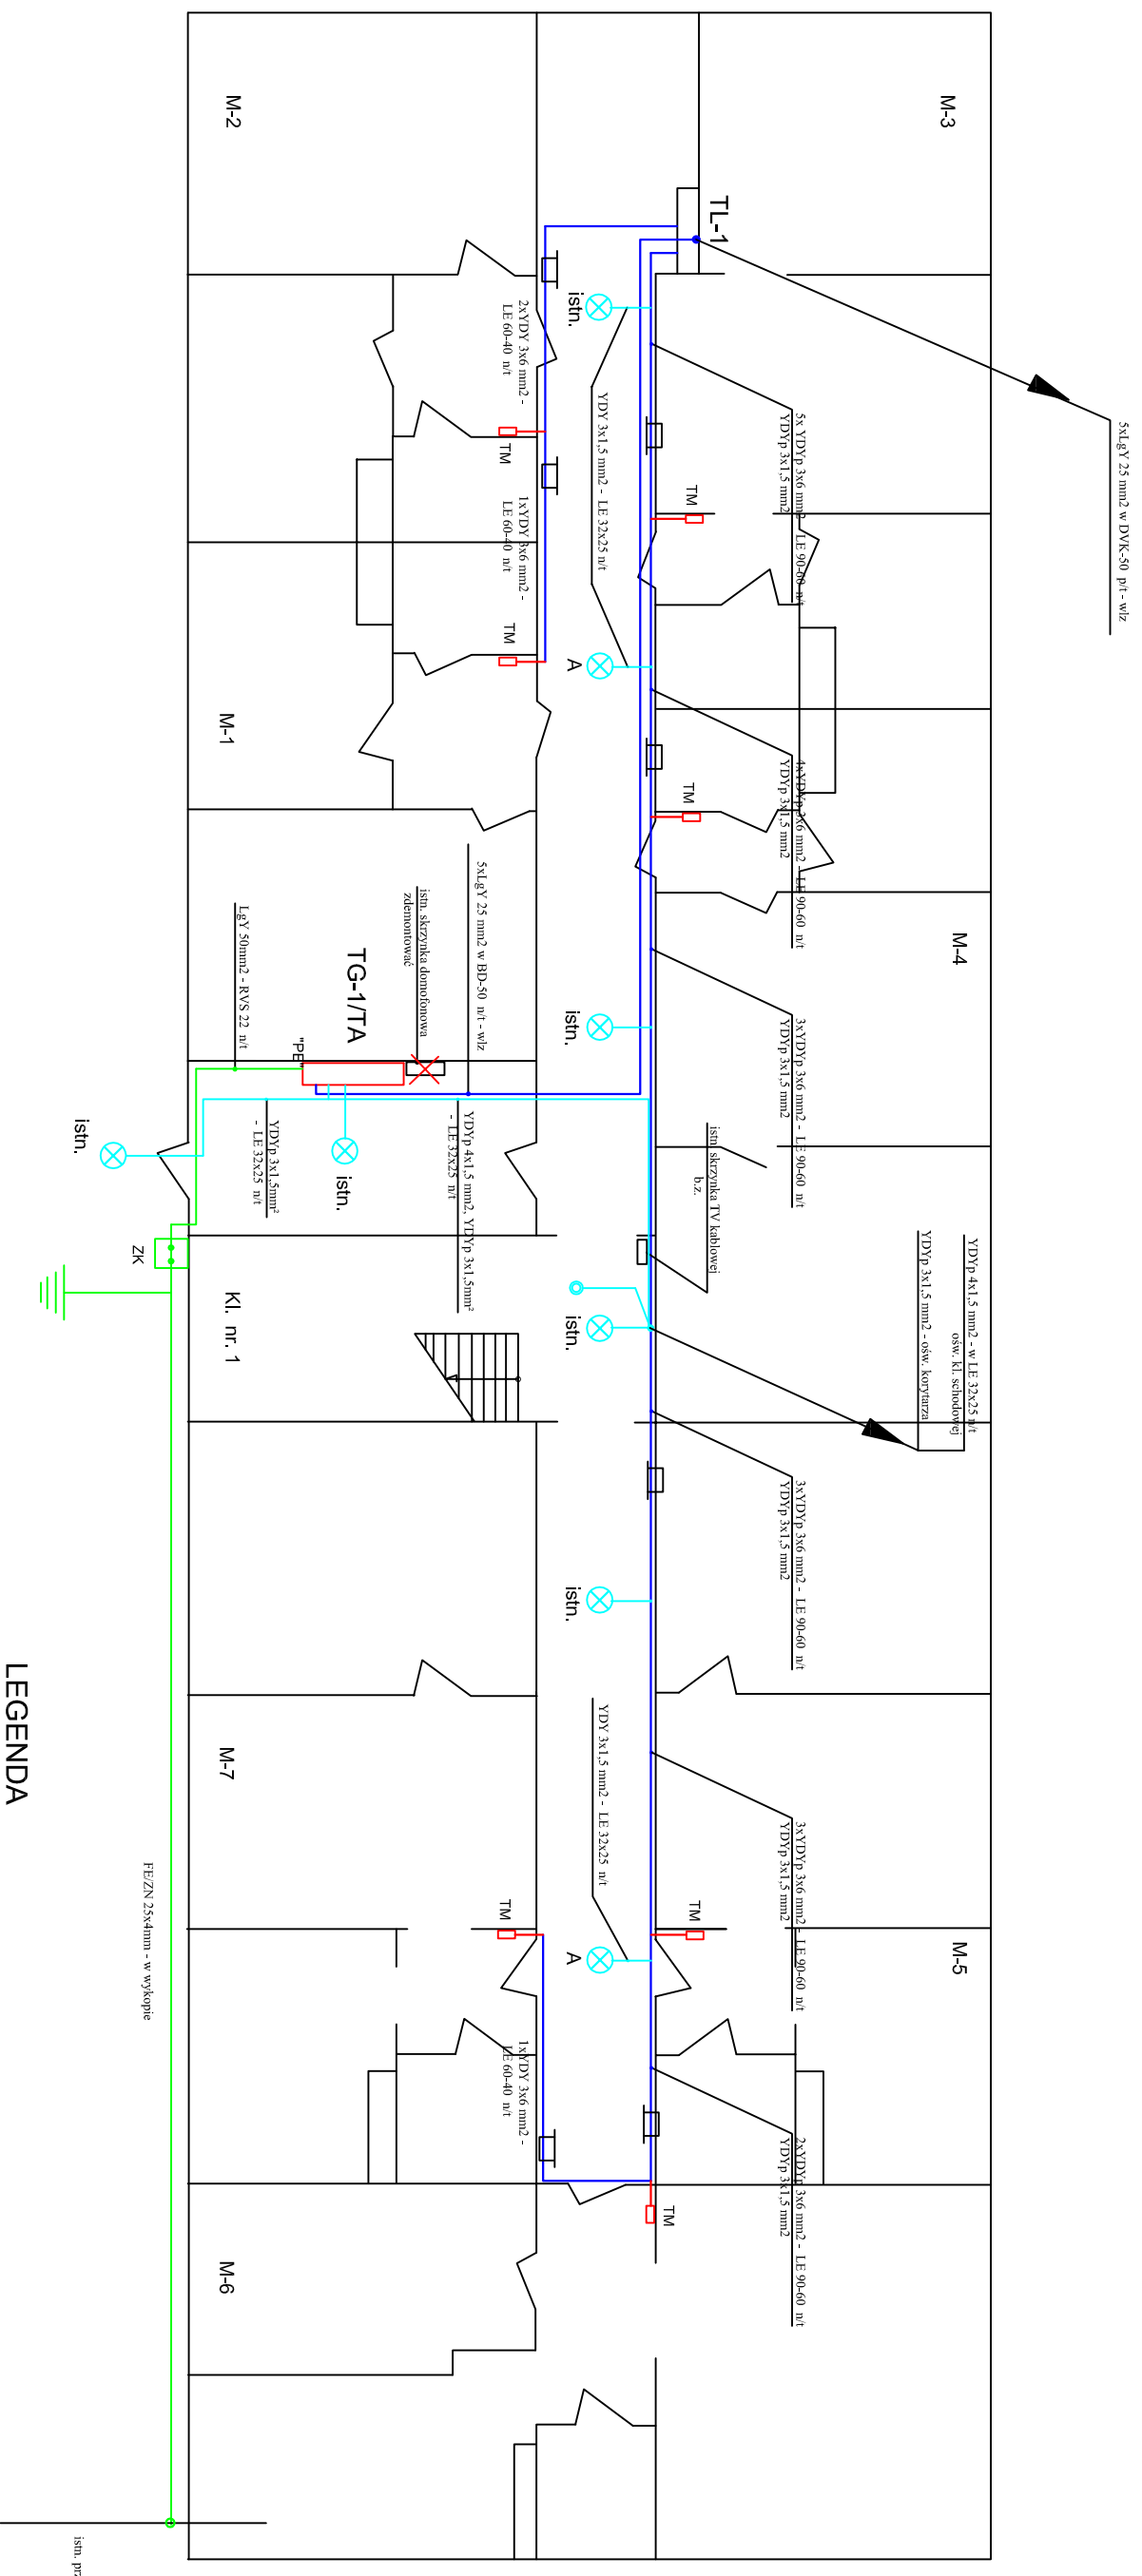 5xLgY 25 mm2 w DVK-50 p/t - wlz
M-3
M-2
TL-1
istn.
2xYDY 3x6 mm2 -
LE 60-40 n/t
TM
1xYDY 3x6 mm2 -
LE 60-40 n/t
TM
YDY 3x1,5 mm2 - LE 32x25 n/t
A
5x YDYp 3x6 mm2 LE 90-60 n/t
YDYp 3x1,5 mm2
TM
4xYDYp 3x6 mm2 - LE 90-60 n/t
YDYp 3x1,5 mm2
TM
M-1
M-4
5xLgY 25 mm2 w BD-50 n/t - wlz
istn. skrzynka domofonowa
zdemontować
TG-1/TA
LgY 50mm2 - RVS 22 n/t
"PE"
istn.
3xYDYp 3x6 mm2 - LE 90-60 n/t
YDYp 3x1,5 mm2
istn.
istn.
YDYp 3x1,5mm²
- LE 32x25 n/t
YDYp 4x1,5 mm2, YDYp 3x1,5mm²
- LE 32x25 n/t
istn. skrzynka TV kablowej
b.z.
YDYp 4x1,5 mm2 - w LE 32x25 n/t
ośw. kl. schodowej
YDYp 3x1,5 mm2 - ośw. korytarza
ZK
Kl. nr. 1
istn.
3xYDYp 3x6 mm2 - LE 90-60 n/t
YDYp 3x1,5 mm2
istn.
M-7
YDY 3x1,5 mm2 - LE 32x25 n/t
3xYDYp 3x6 mm2 - LE 90-60 n/t
YDYp 3x1,5 mm2
TM
TM
A
M-5
1xYDY 3x6 mm2 -
LE 60-40 n/t
2xYDYp 3x6 mm2 - LE 90-60 n/t
YDYp 3x1,5 mm2
TM
M-6
FE/ZN 25x4mm - w wykopie
LEGENDA
istn.